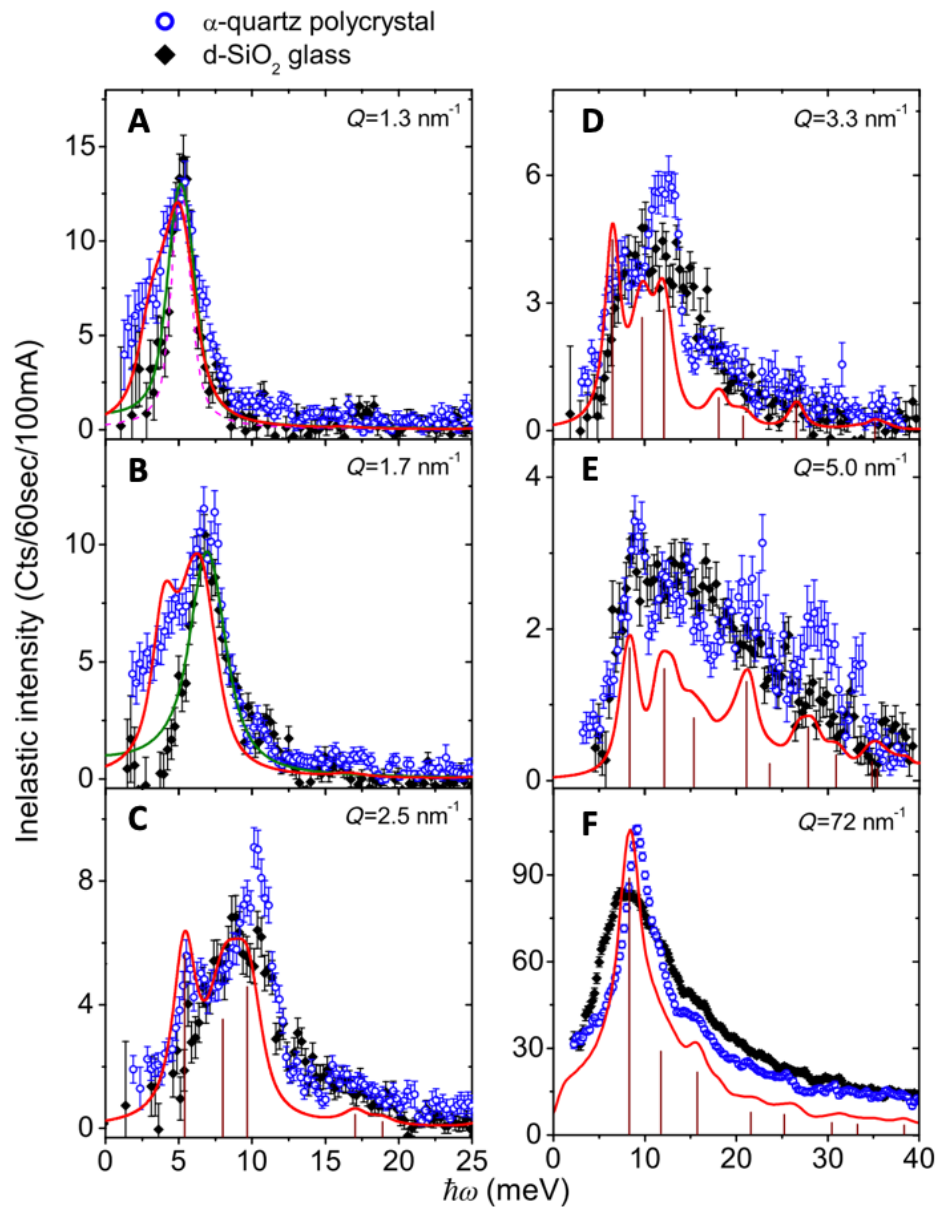 α-quartz polycrystal
d-SiO₂ glass
A
Q=1.3 nm⁻¹
15
10
5
0
B
Q=1.7 nm⁻¹
10
5
0
C
Q=2.5 nm⁻¹
8
4
0
0 5 10 15 20 25
D
Q=3.3 nm⁻¹
6
3
0
E
Q=5.0 nm⁻¹
4
2
0
F
Q=72 nm⁻¹
90
60
30
0
0 10 20 30 40
Inelastic intensity (Cts/60sec/100mA)
ℏω (meV)